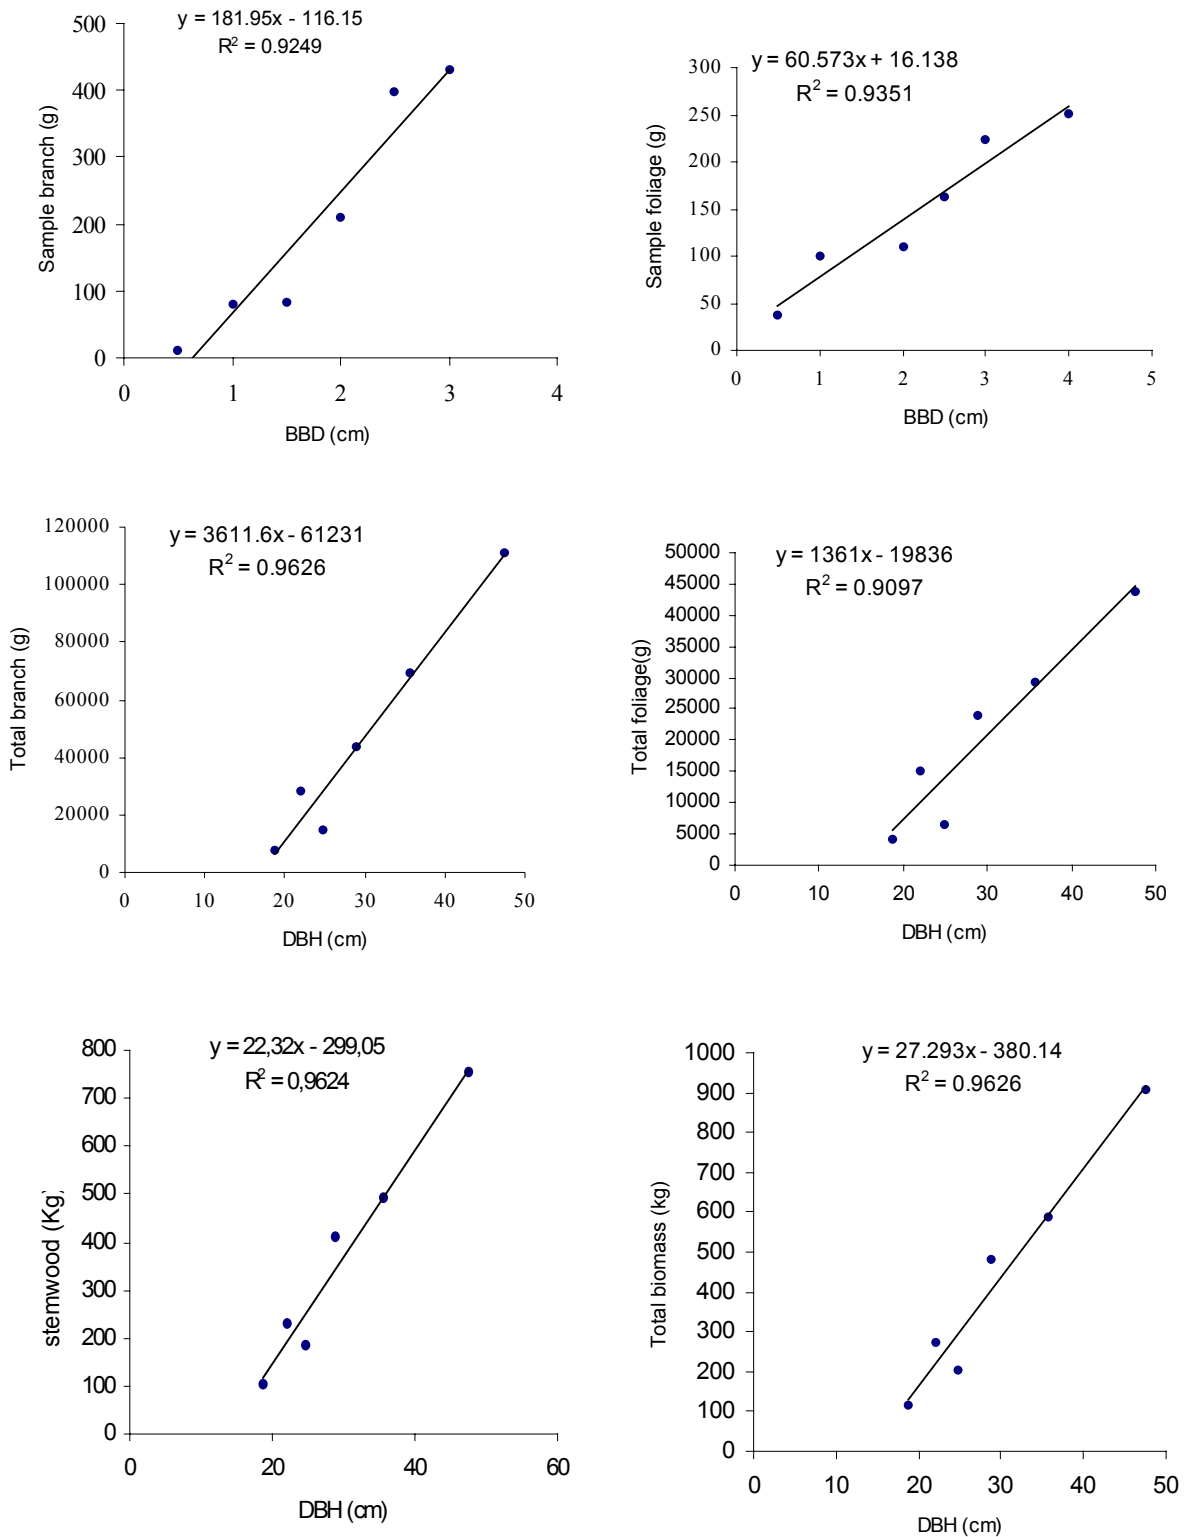 y = 181.95x - 116.15
R² = 0.9249
500
400
300
200
100
0
Sample branch (g)
0 1 2 3 4
BBD (cm)
y = 60.573x + 16.138
R² = 0.9351
300
250
200
150
100
50
0
Sample foliage (g)
0 1 2 3 4 5
BBD (cm)
y = 3611.6x - 61231
R² = 0.9626
120000
100000
80000
60000
40000
20000
0
Total branch (g)
0 10 20 30 40 50
DBH (cm)
y = 1361x - 19836
R² = 0.9097
50000
45000
40000
35000
30000
25000
20000
15000
10000
5000
0
Total foliage(g)
0 10 20 30 40 50
DBH (cm)
y = 22,32x - 299,05
R² = 0,9624
800
700
600
500
400
300
200
100
0
stemwood (Kg)
0 20 40 60
DBH (cm)
y = 27.293x - 380.14
R² = 0.9626
1000
900
800
700
600
500
400
300
200
100
0
Total biomass (kg)
0 10 20 30 40 50
DBH (cm)